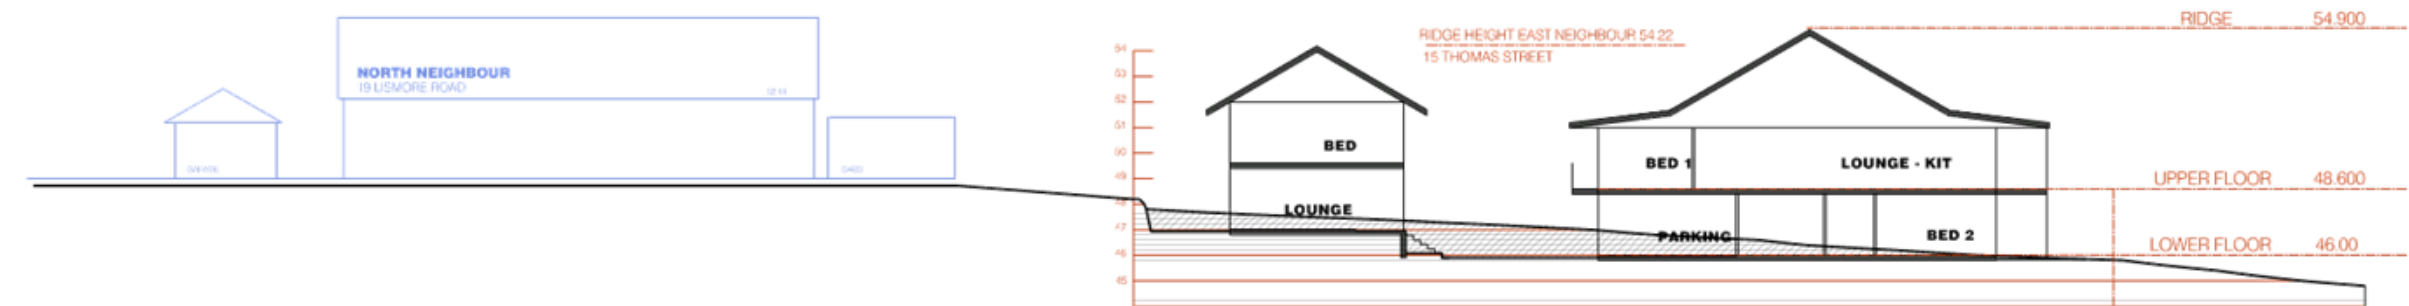 NORTH NEIGHBOUR
19 LISMORE ROAD
54
53
52
51
50
49
48
47
46
45
BED
LOUNGE
RIDGE HEIGHT EAST NEIGHBOUR 54.22
15 THOMAS STREET
BED 1
LOUNGE - KIT
PARKING
BED 2
RIDGE 54.900
UPPER FLOOR 48.600
LOWER FLOOR 46.00